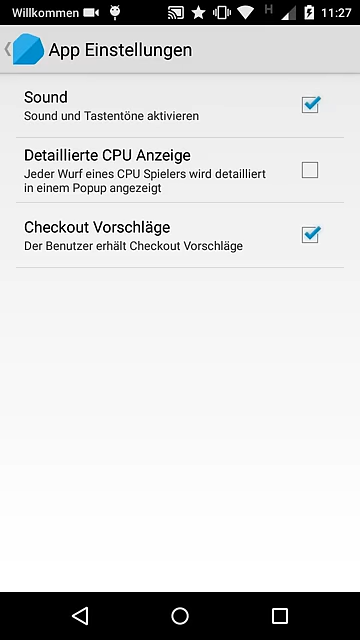 Willkommen H 11:27
App Einstellungen
Sound
Sound und Tastentöne aktivieren
Detaillierte CPU Anzeige
Jeder Wurf eines CPU Spielers wird detailliert
in einem Popup angezeigt
Checkout Vorschläge
Der Benutzer erhält Checkout Vorschläge